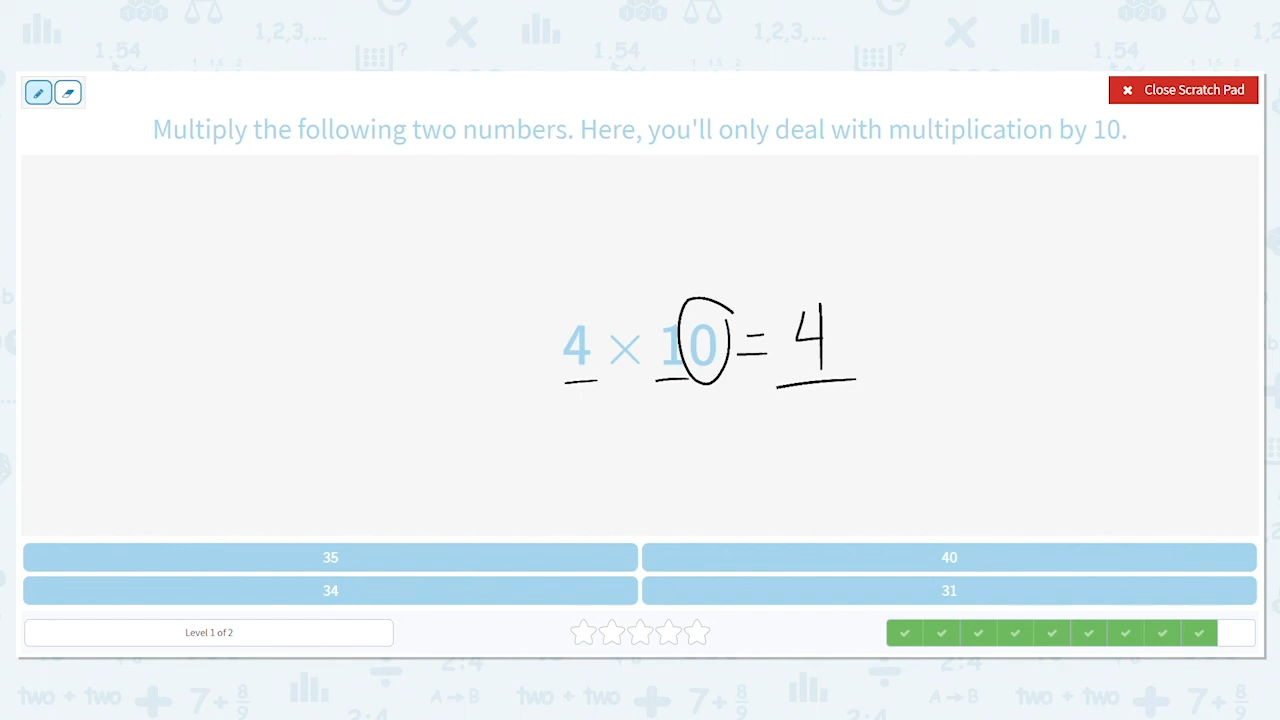 Close Scratch Pad
Multiply the following two numbers. Here, you'll only deal with multiplication by 10.
4 × 10 = 4
35
40
34
31
Level 1 of 2